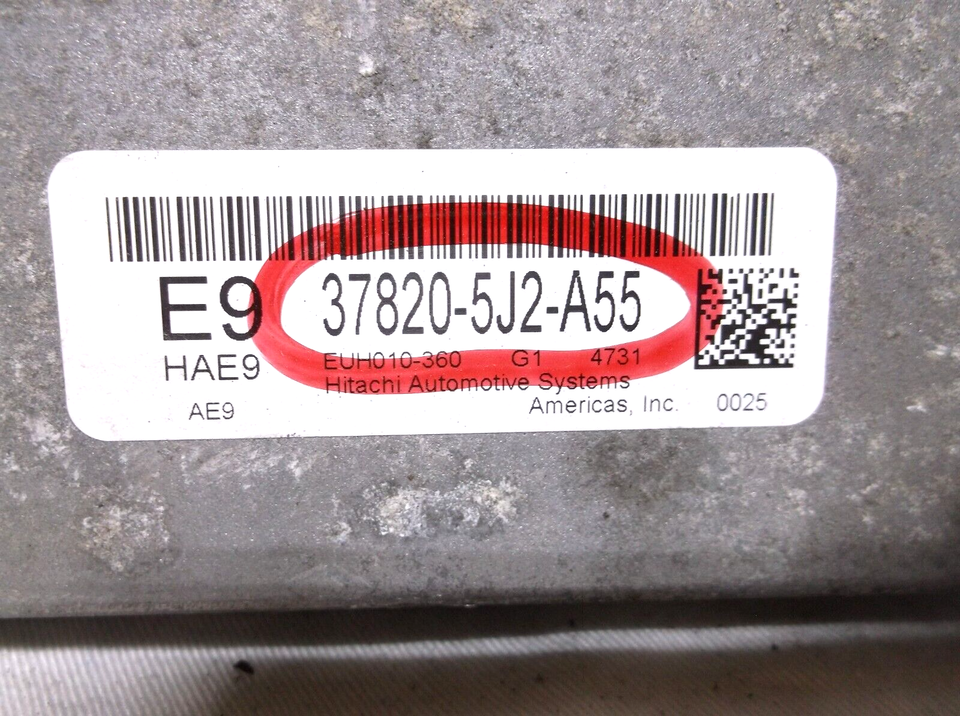 E9 37820-5J2-A55
HAE9 EUH010-360 G1 4731
Hitachi Automotive Systems
AE9 Americas, Inc. 0025